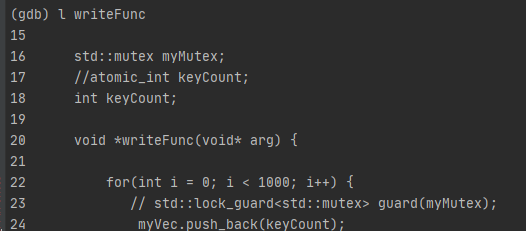 (gdb) l writeFunc
15
16      std::mutex myMutex;
17      //atomic_int keyCount;
18      int keyCount;
19
20      void *writeFunc(void* arg) {
21
22          for(int i = 0; i < 1000; i++) {
23             // std::lock_guard<std::mutex> guard(myMutex);
24              myVec.push_back(keyCount);